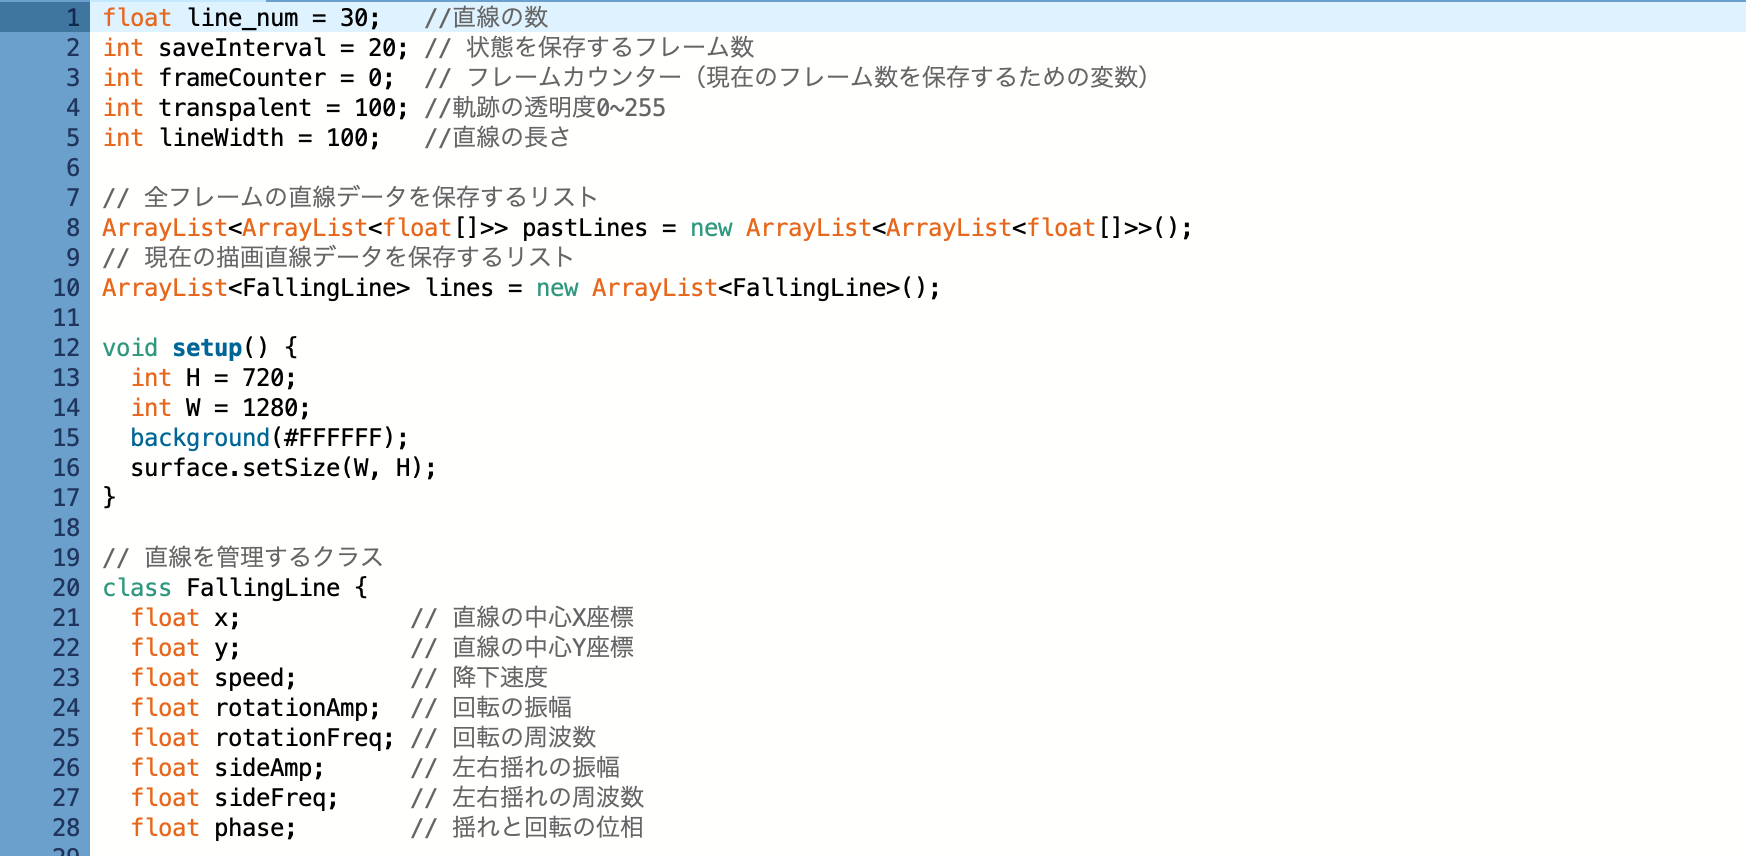 1 float line_num = 30;   //直線の数
2 int saveInterval = 20; // 状態を保存するフレーム数
3 int frameCounter = 0;  // フレームカウンター（現在のフレーム数を保存するための変数）
4 int transpalent = 100; //軌跡の透明度0~255
5 int lineWidth = 100;   //直線の長さ
6
7 // 全フレームの直線データを保存するリスト
8 ArrayList<ArrayList<float[]>> pastLines = new ArrayList<ArrayList<float[]>>();
9 // 現在の描画直線データを保存するリスト
10 ArrayList<FallingLine> lines = new ArrayList<FallingLine>();
11
12 void setup() {
13   int H = 720;
14   int W = 1280;
15   background(#FFFFFF);
16   surface.setSize(W, H);
17 }
18
19 // 直線を管理するクラス
20 class FallingLine {
21   float x;            // 直線の中心X座標
22   float y;            // 直線の中心Y座標
23   float speed;        // 降下速度
24   float rotationAmp;  // 回転の振幅
25   float rotationFreq; // 回転の周波数
26   float sideAmp;      // 左右揺れの振幅
27   float sideFreq;     // 左右揺れの周波数
28   float phase;        // 揺れと回転の位相
29